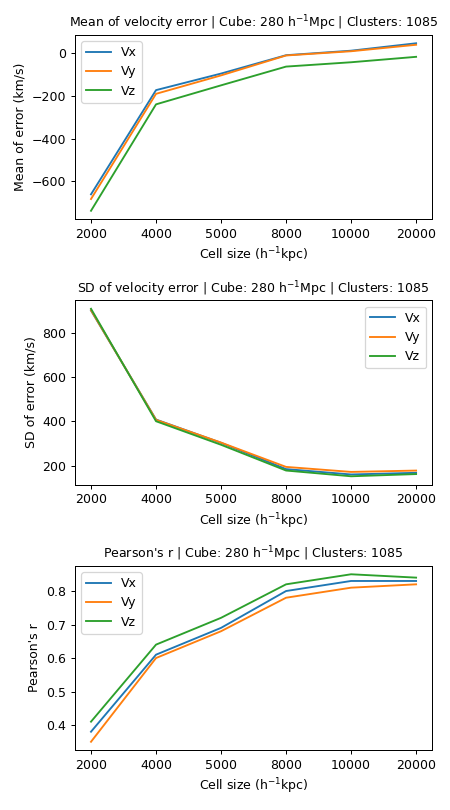 Mean of velocity error | Cube: 280 h⁻¹Mpc | Clusters: 1085
Vx
Vy
Vz
Mean of error (km/s)
0
−200
−400
−600
2000 4000 5000 8000 10000 20000
Cell size (h⁻¹kpc)
SD of velocity error | Cube: 280 h⁻¹Mpc | Clusters: 1085
Vx
Vy
Vz
SD of error (km/s)
800
600
400
200
2000 4000 5000 8000 10000 20000
Cell size (h⁻¹kpc)
Pearson's r | Cube: 280 h⁻¹Mpc | Clusters: 1085
Vx
Vy
Vz
Pearson's r
0.8
0.7
0.6
0.5
0.4
2000 4000 5000 8000 10000 20000
Cell size (h⁻¹kpc)